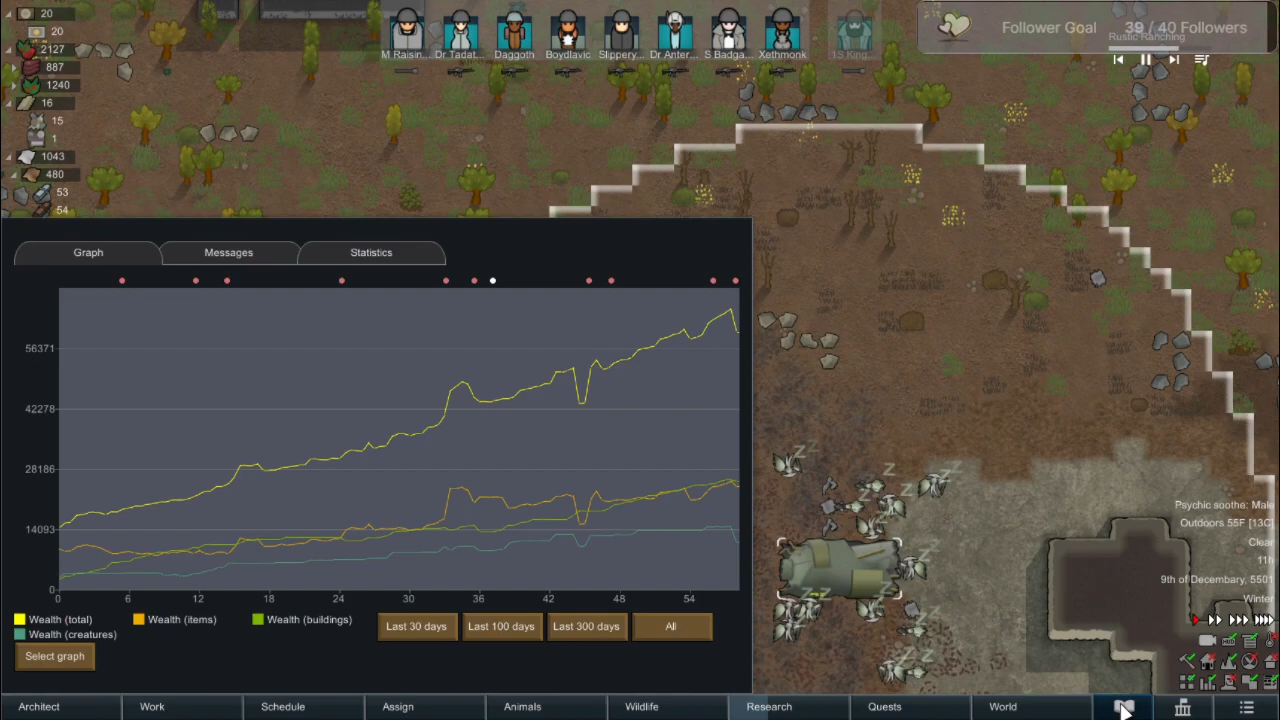 20
20
2127
887
1240
16
15
1
1043
480
53
54
M Raisin...
Dr Tadat...
Daggoth
Boydlavic
Slippery...
Dr Anter...
S Badga...
Xethmonk
1S King...
Follower Goal
39 / 40 Followers
Rustic Ranching
Graph
Messages
Statistics
56371
42278
28186
14093
0
0 6 12 18 24 30 36 42 48 54
Wealth (total)
Wealth (items)
Wealth (buildings)
Wealth (creatures)
Last 30 days
Last 100 days
Last 300 days
All
Select graph
Psychic soothe: Male
Outdoors 55F [13C]
Clear
11h
9th of Decembary, 5501
Winter
Architect
Work
Schedule
Assign
Animals
Wildlife
Research
Quests
World